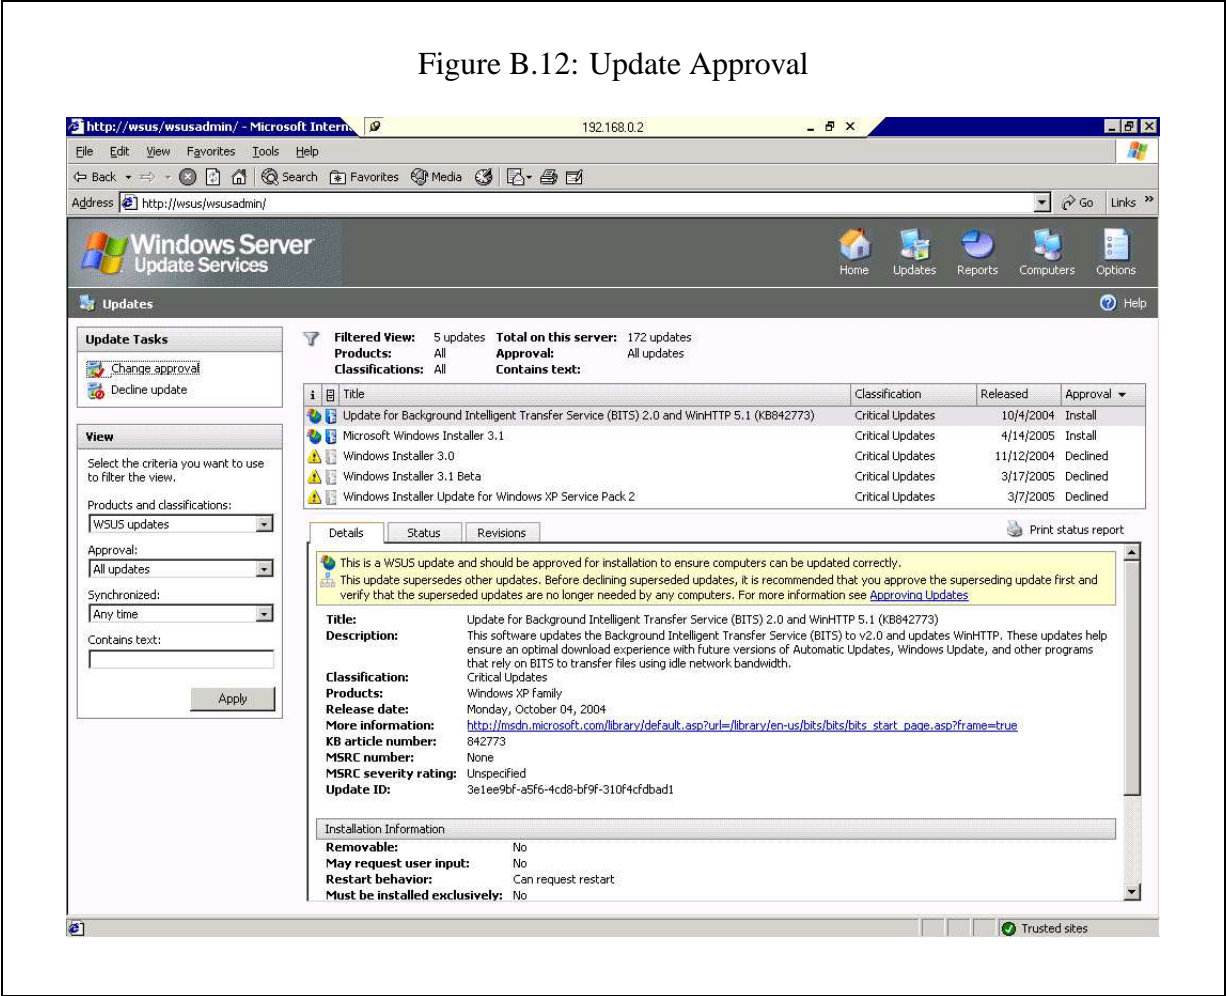 Figure B.12: Update Approval
http://wsus/wsusadmin/ - Microsoft Intern
192.168.0.2
File Edit View Favorites Tools Help
Back Search Favorites Media
Address http://wsus/wsusadmin/ Go Links »
Windows Server
Update Services
Home Updates Reports Computers Options
Updates Help
Update Tasks
Change approval
Decline update
View
Select the criteria you want to use
to filter the view.
Products and classifications:
WSUS updates
Approval:
All updates
Synchronized:
Any time
Contains text:
Apply
Filtered View: 5 updates Total on this server: 172 updates
Products: All Approval: All updates
Classifications: All Contains text:
i Title Classification Released Approval
Update for Background Intelligent Transfer Service (BITS) 2.0 and WinHTTP 5.1 (KB842773) Critical Updates 10/4/2004 Install
Microsoft Windows Installer 3.1 Critical Updates 4/14/2005 Install
Windows Installer 3.0 Critical Updates 11/12/2004 Declined
Windows Installer 3.1 Beta Critical Updates 3/17/2005 Declined
Windows Installer Update for Windows XP Service Pack 2 Critical Updates 3/7/2005 Declined
Details Status Revisions Print status report
This is a WSUS update and should be approved for installation to ensure computers can be updated correctly.
This update supersedes other updates. Before declining superseded updates, it is recommended that you approve the superseding update first and
verify that the superseded updates are no longer needed by any computers. For more information see Approving Updates
Title: Update for Background Intelligent Transfer Service (BITS) 2.0 and WinHTTP 5.1 (KB842773)
Description: This software updates the Background Intelligent Transfer Service (BITS) to v2.0 and updates WinHTTP. These updates help
ensure an optimal download experience with future versions of Automatic Updates, Windows Update, and other programs
that rely on BITS to transfer files using idle network bandwidth.
Classification: Critical Updates
Products: Windows XP family
Release date: Monday, October 04, 2004
More information: http://msdn.microsoft.com/library/default.asp?url=/library/en-us/bits/bits/bits_start_page.asp?frame=true
KB article number: 842773
MSRC number: None
MSRC severity rating: Unspecified
Update ID: 3e1ee9bf-a5f6-4cd8-bf9f-310f4cfdbad1
Installation Information
Removable: No
May request user input: No
Restart behavior: Can request restart
Must be installed exclusively: No
Trusted sites